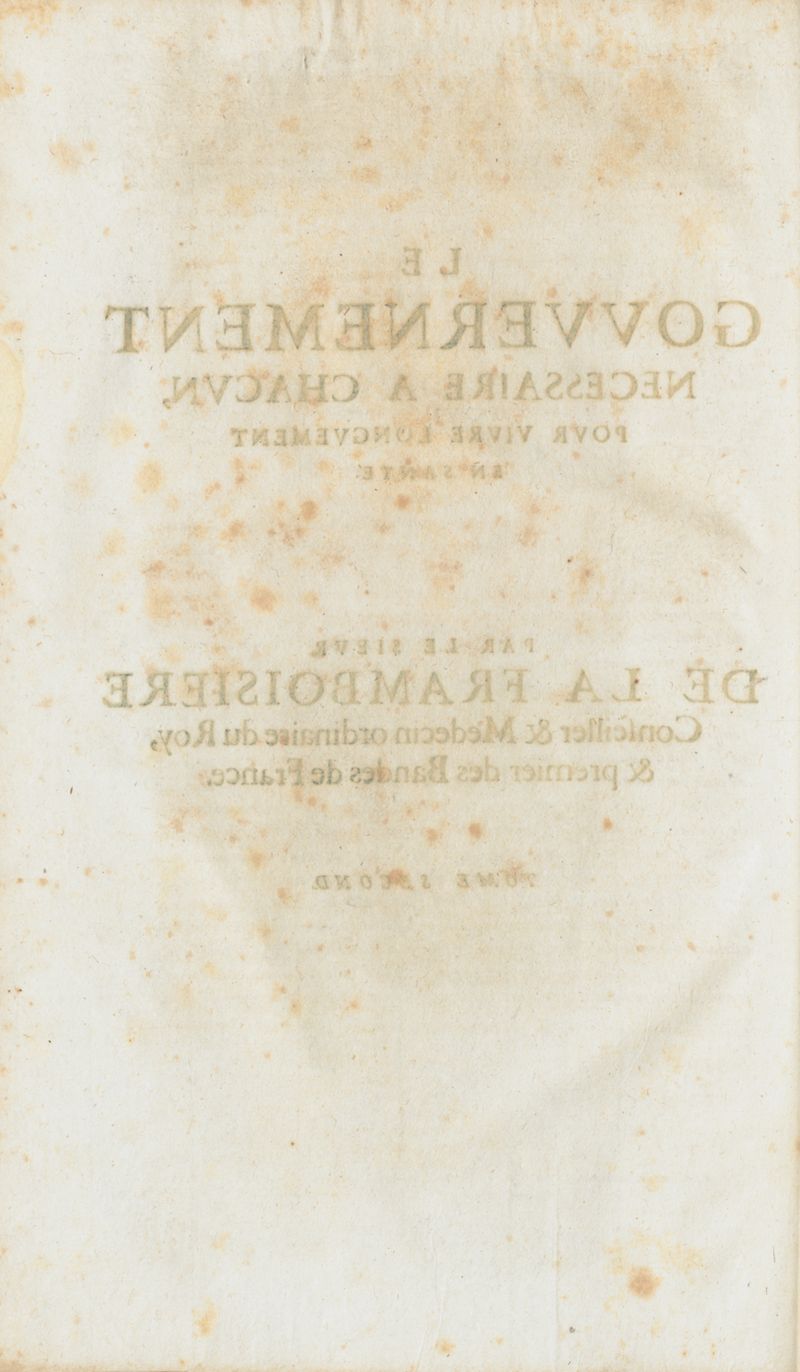 LE
GOVVERNEMENT
NECESSAIRE A CHACVN,
POVR VIVRE LONGVEMENT
EN SANTE
PAR LE SIEVR
DE LA FRAMBOISIERE
Conseiller & Medecin ordinaire du Roy,
& premier des Bandes de France.
TOME SECOND